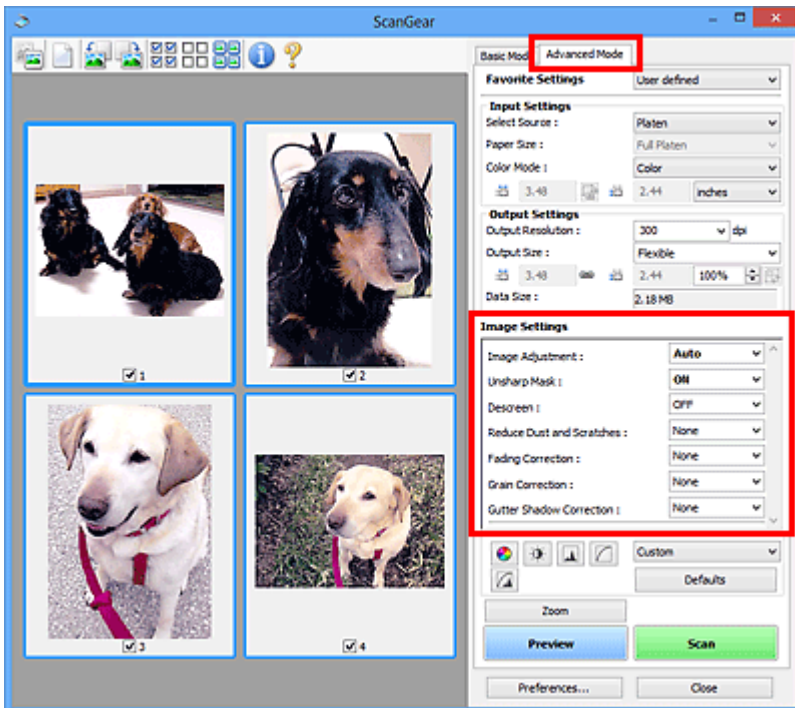 ScanGear
Basic Mod
Advanced Mode
Favorite Settings User defined
Input Settings
Select Source : Platen
Paper Size : Full Platen
Color Mode : Color
3.48 2.44 inches
Output Settings
Output Resolution : 300 dpi
Output Size : Flexible
3.48 2.44 100%
Data Size : 2.18 MB
Image Settings
Image Adjustment : Auto
Unsharp Mask : ON
Descreen : OFF
Reduce Dust and Scratches : None
Fading Correction : None
Grain Correction : None
Gutter Shadow Correction : None
Custom
Defaults
Zoom
Preview Scan
Preferences... Close
1
2
3
4